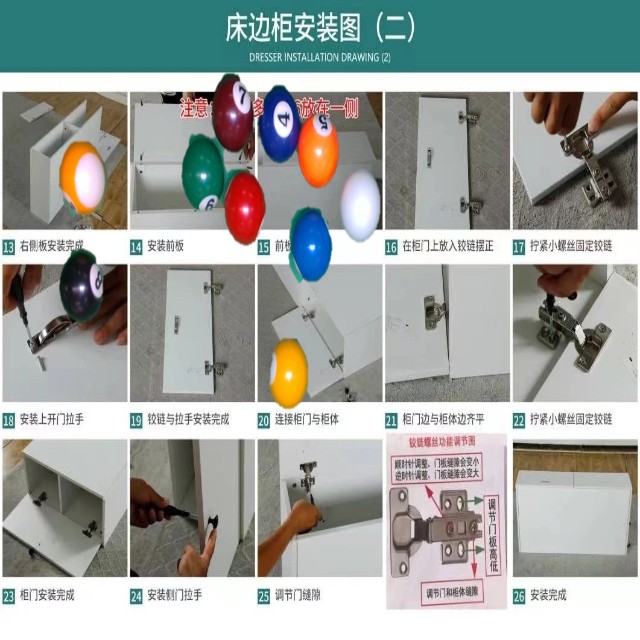 床边柜安装图（二）
DRESSER INSTALLATION DRAWING (2)
注意
多
放在一侧
7
4
5
6
8
13 右侧板安装完成
14 安装前板
15 前板
16 在柜门上放入铰链摆正
17 拧紧小螺丝固定铰链
18 安装上开门拉手
19 铰链与拉手安装完成
20 连接柜门与柜体
21 柜门边与柜体边齐平
22 拧紧小螺丝固定铰链
铰链螺丝功能调节图
顺时针调整、门板缝隙会变小
逆时针调整、门板缝隙会变大
调节门板高低
调节门和柜体缝隙
23 柜门安装完成
24 安装侧门拉手
25 调节门缝隙
26 安装完成